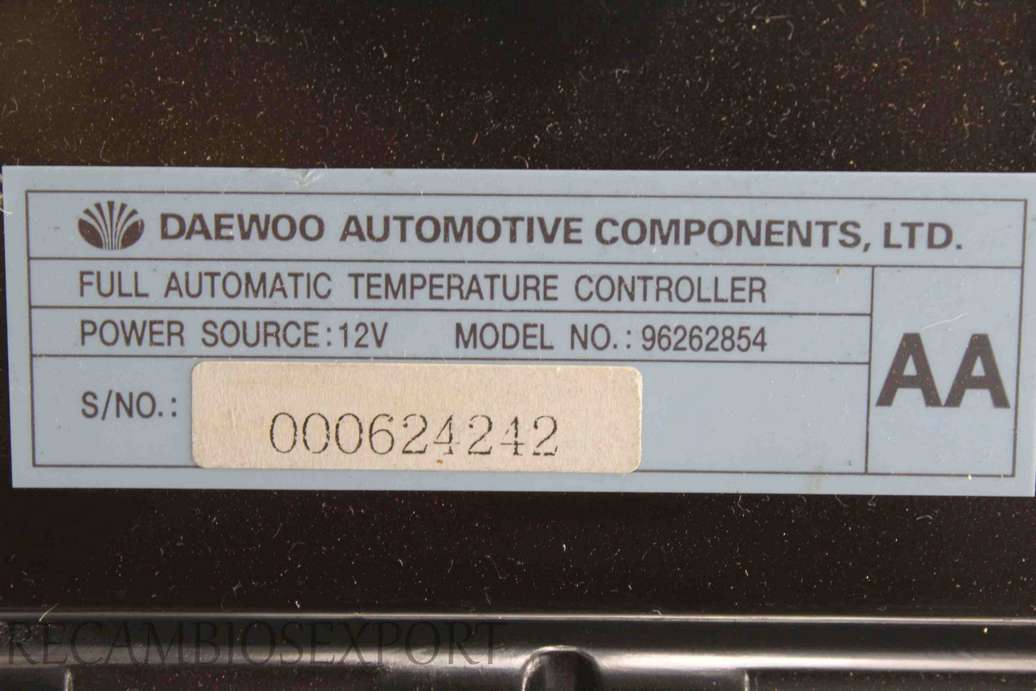 DAEWOO AUTOMOTIVE COMPONENTS, LTD.
FULL AUTOMATIC TEMPERATURE CONTROLLER
POWER SOURCE:12V MODEL NO.:96262854
AA
S/NO.:
000624242
RECAMBIOSEXPORT